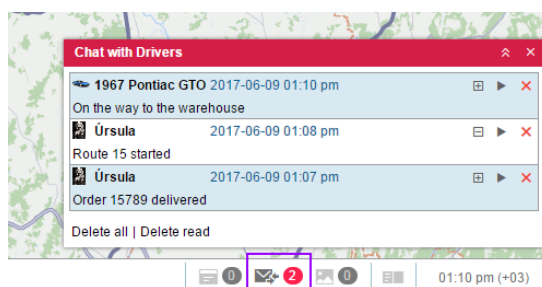 Chat with Drivers
1967 Pontiac GTO 2017-06-09 01:10 pm
On the way to the warehouse
Úrsula 2017-06-09 01:08 pm
Route 15 started
Úrsula 2017-06-09 01:07 pm
Order 15789 delivered
Delete all | Delete read
0 2 0 01:10 pm (+03)